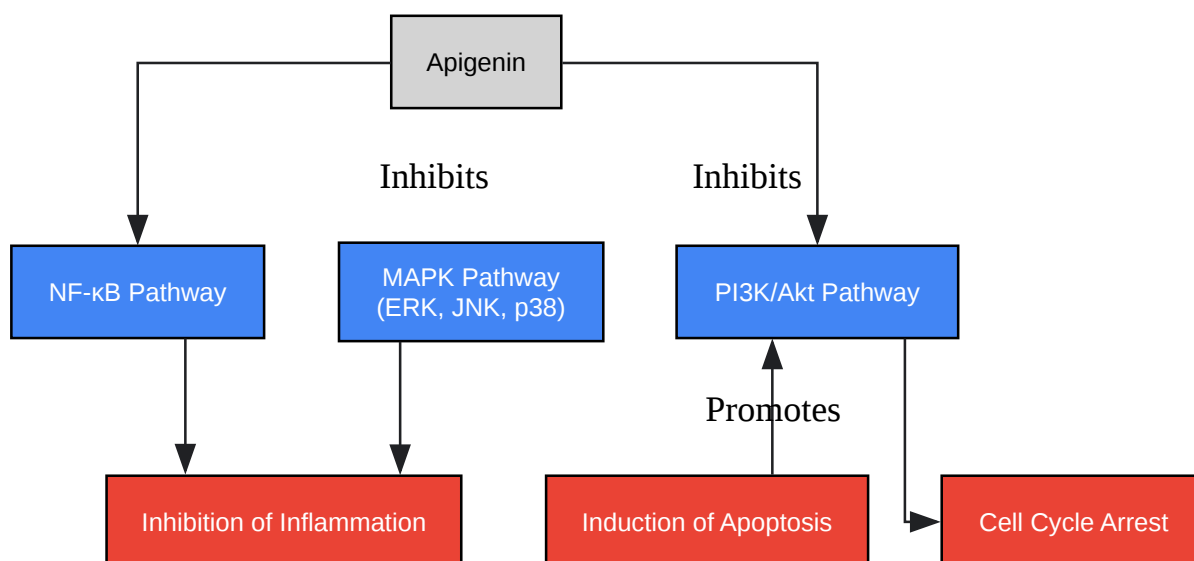 Apigenin
Inhibits
Inhibits
NF-κB Pathway
MAPK Pathway
(ERK, JNK, p38)
PI3K/Akt Pathway
Promotes
Inhibition of Inflammation
Induction of Apoptosis
Cell Cycle Arrest